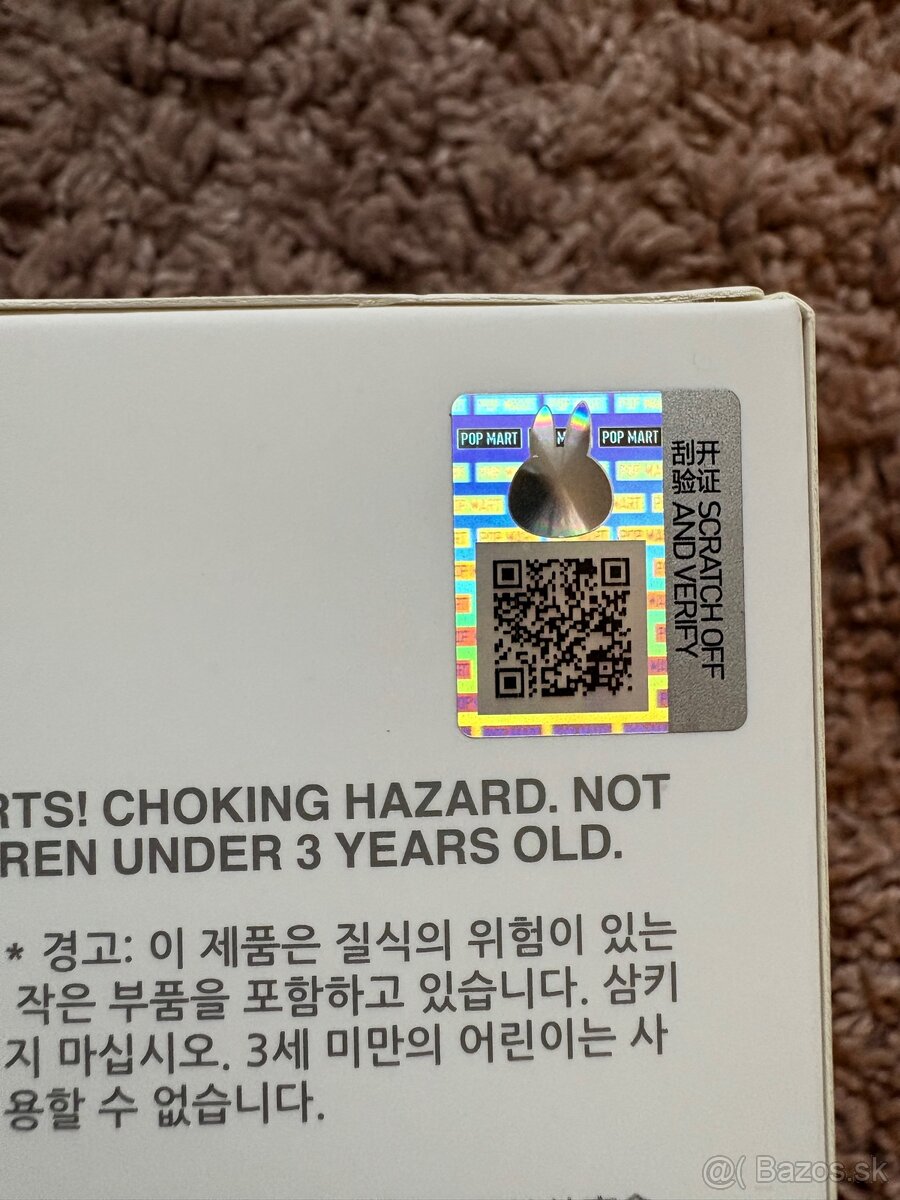 POP MART POP MART
开证 SCRATCH OFF
刮验 AND VERIFY
RTS! CHOKING HAZARD. NOT
REN UNDER 3 YEARS OLD.
* 경고: 이 제품은 질식의 위험이 있는
작은 부품을 포함하고 있습니다. 삼키
지 마십시오. 3세 미만의 어린이는 사
용할 수 없습니다.
@( Bazos.sk